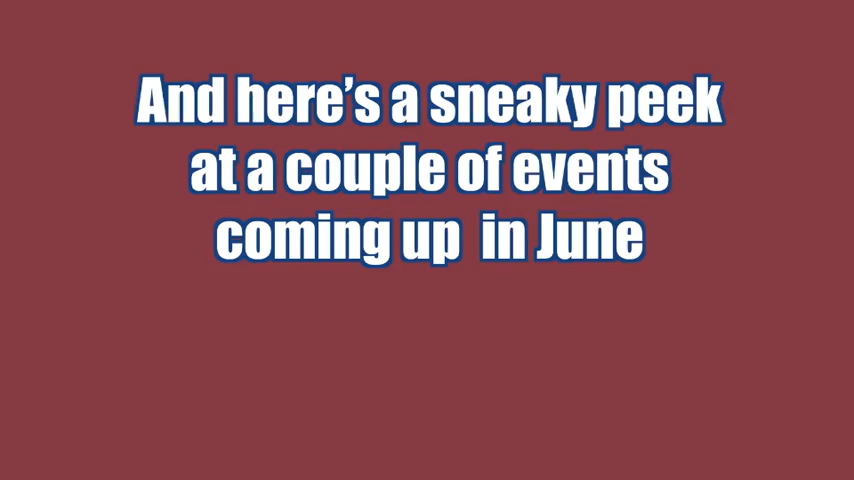 And here’s a sneaky peek
at a couple of events
coming up  in June